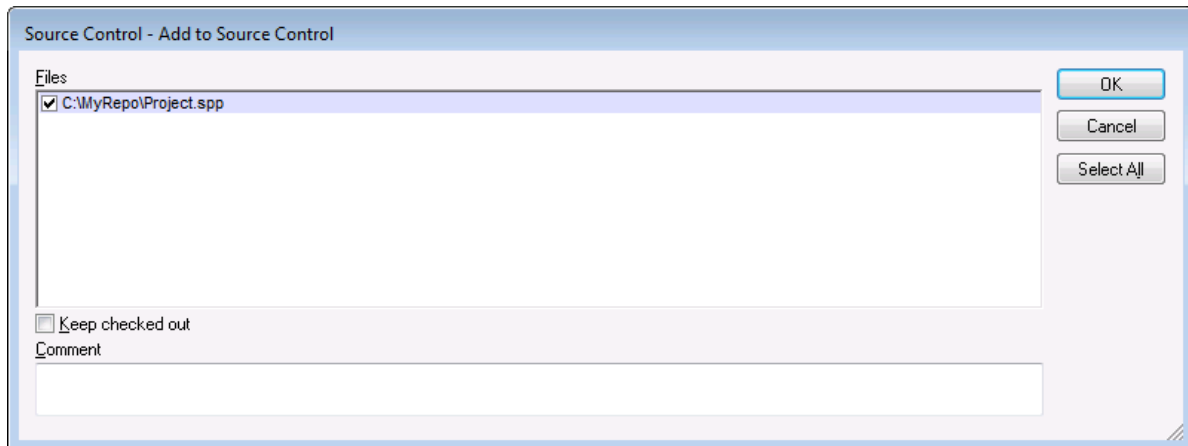 Source Control - Add to Source Control
Files
C:\MyRepo\Project.spp
OK
Cancel
Select All
Keep checked out
Comment